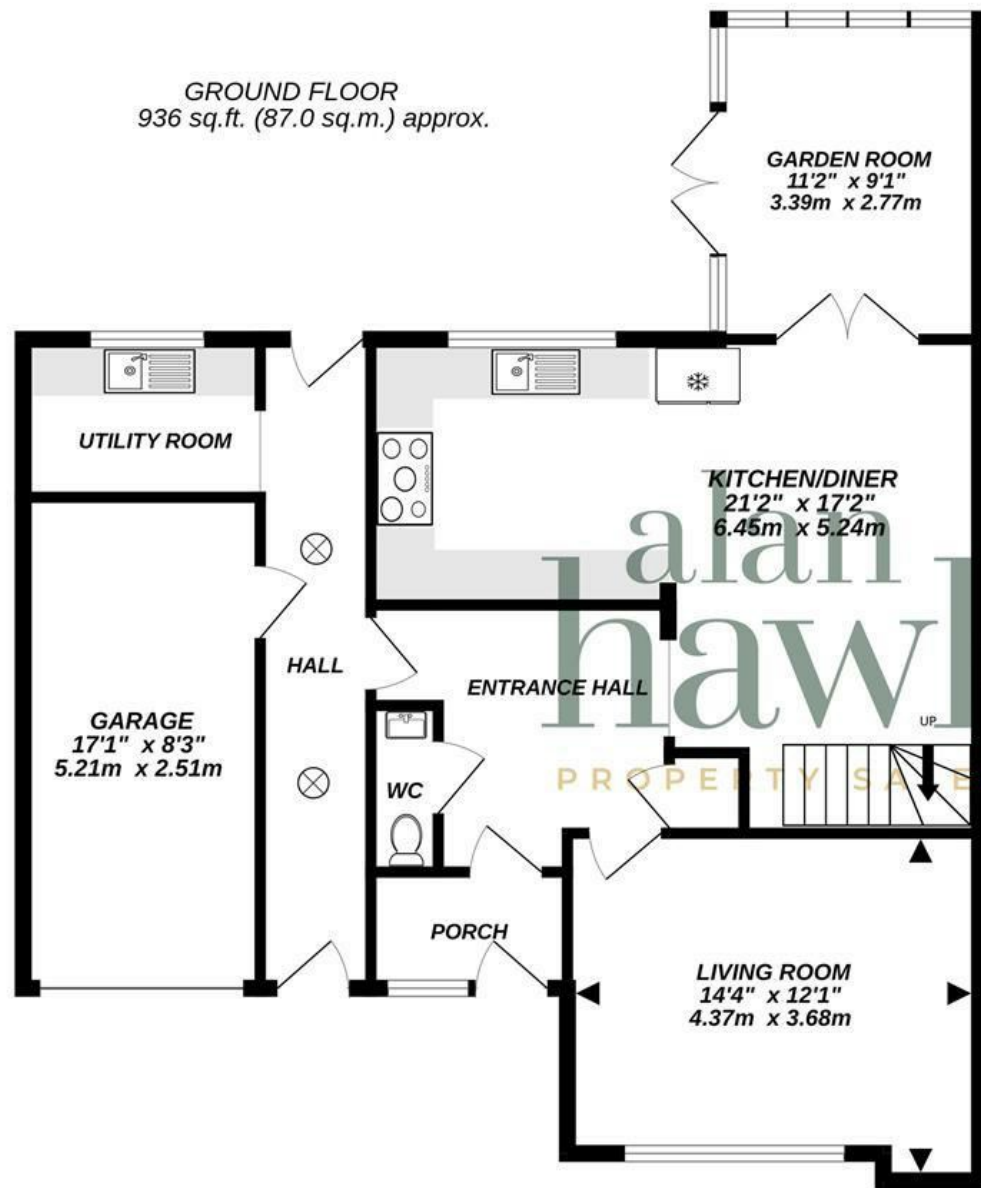 GROUND FLOOR
936 sq.ft. (87.0 sq.m.) approx.
GARDEN ROOM
11'2" x 9'1"
3.39m x 2.77m
UTILITY ROOM
KITCHEN/DINER
21'2" x 17'2"
6.45m x 5.24m
alan
hawk
PROPERTY SALE
HALL
ENTRANCE HALL
UP
GARAGE
17'1" x 8'3"
5.21m x 2.51m
WC
PORCH
LIVING ROOM
14'4" x 12'1"
4.37m x 3.68m